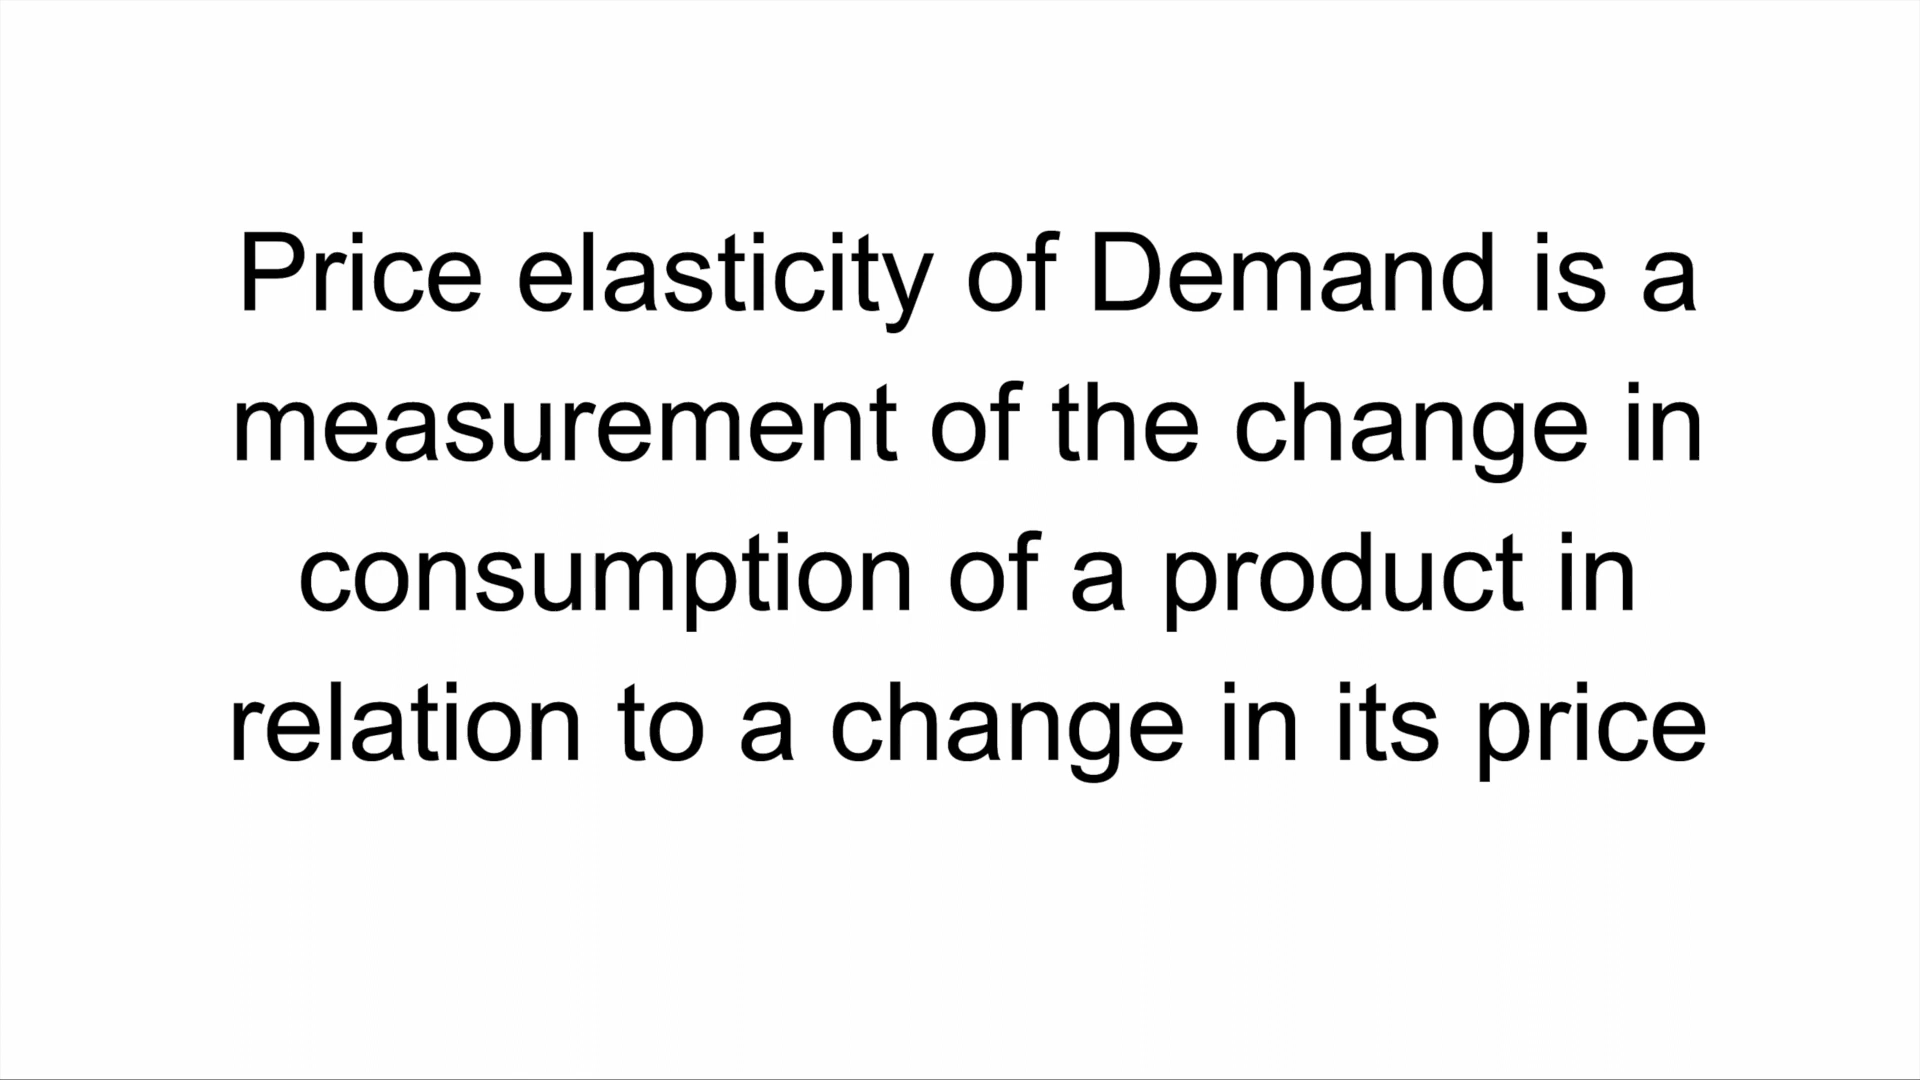 Price elasticity of Demand is a
measurement of the change in
consumption of a product in
relation to a change in its price